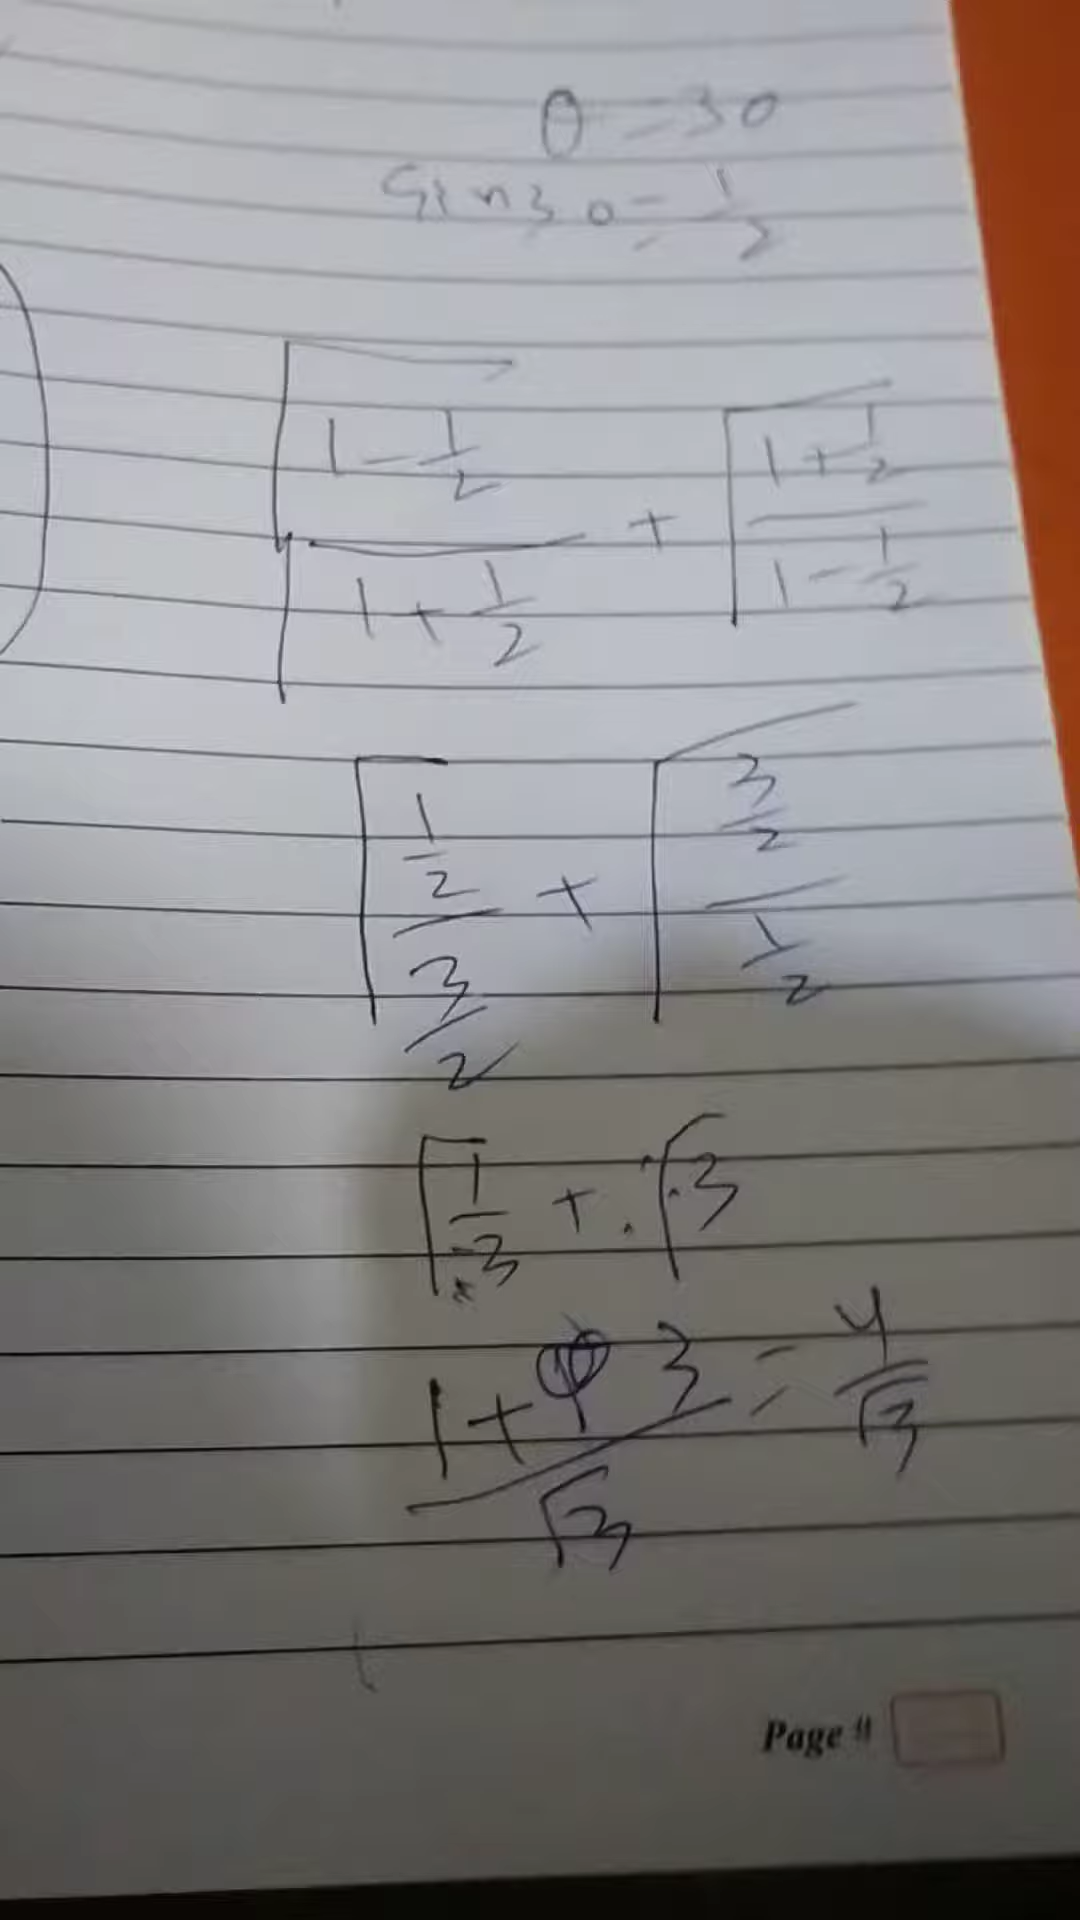 θ = 30
Sin30 = 1/2
√((1 - 1/2)/(1 + 1/2)) + √((1 + 1/2)/(1 - 1/2))
√((1/2)/(3/2)) + √((3/2)/(1/2))
√(1/3) + √3
(1 + 3)/√3 = 4/√3
Page #